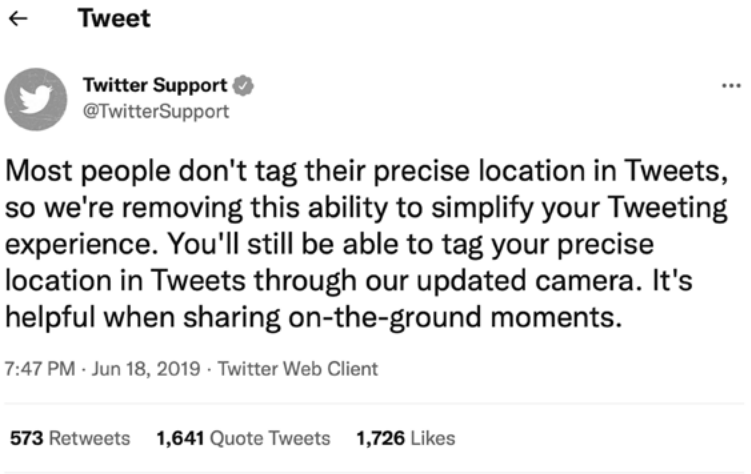 Tweet
Twitter Support
@TwitterSupport
Most people don't tag their precise location in Tweets,
so we're removing this ability to simplify your Tweeting
experience. You'll still be able to tag your precise
location in Tweets through our updated camera. It's
helpful when sharing on-the-ground moments.
7:47 PM · Jun 18, 2019 · Twitter Web Client
573 Retweets 1,641 Quote Tweets 1,726 Likes